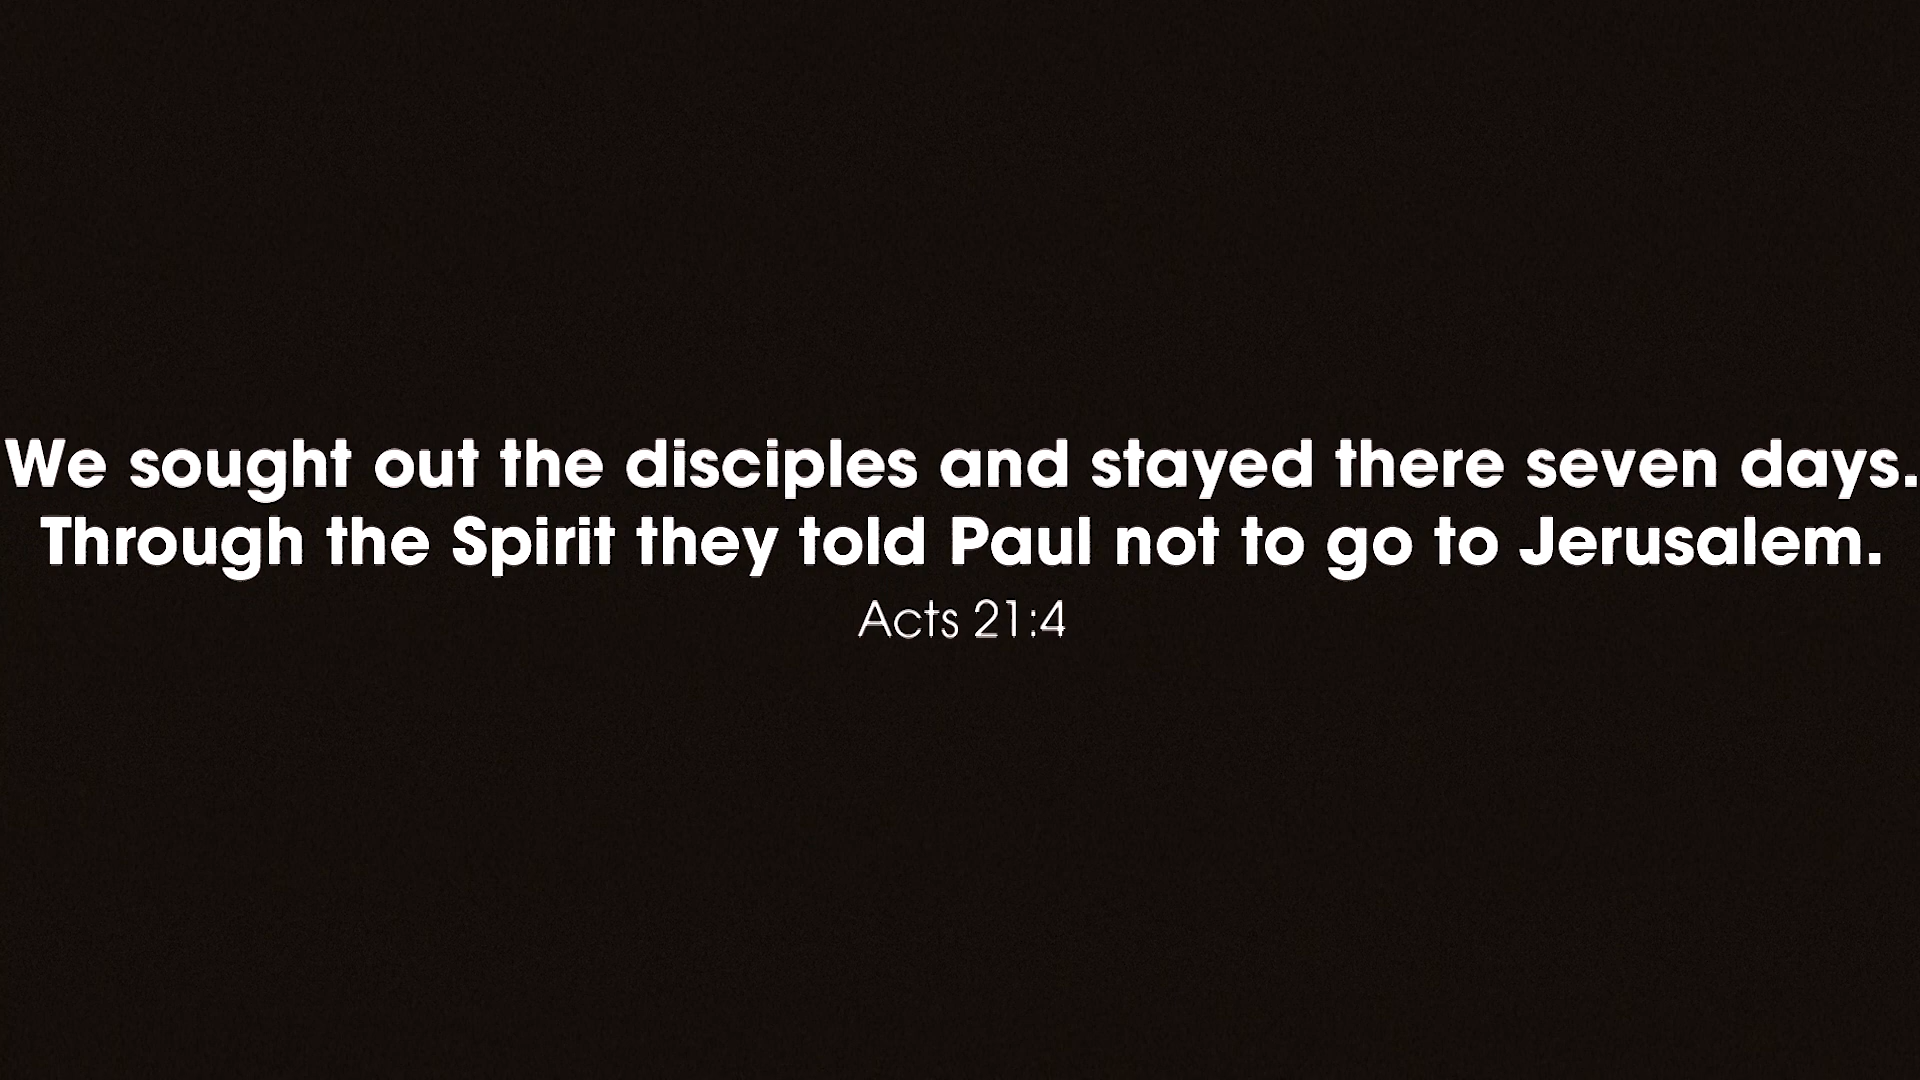 We sought out the disciples and stayed there seven days.
Through the Spirit they told Paul not to go to Jerusalem.
Acts 21:4